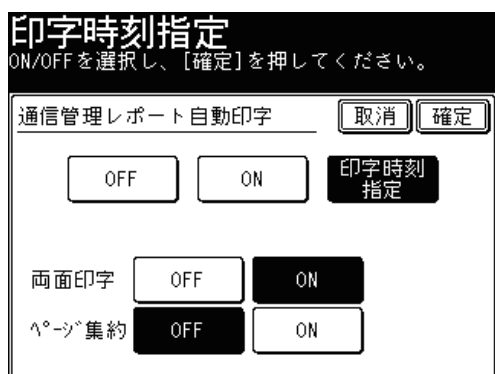 印字時刻指定
ON/OFFを選択し、[確定]を押してください。
通信管理レポート自動印字 取消 確定
OFF ON 印字時刻
指定
両面印字 OFF ON
ﾍﾟｰｼﾞ集約 OFF ON